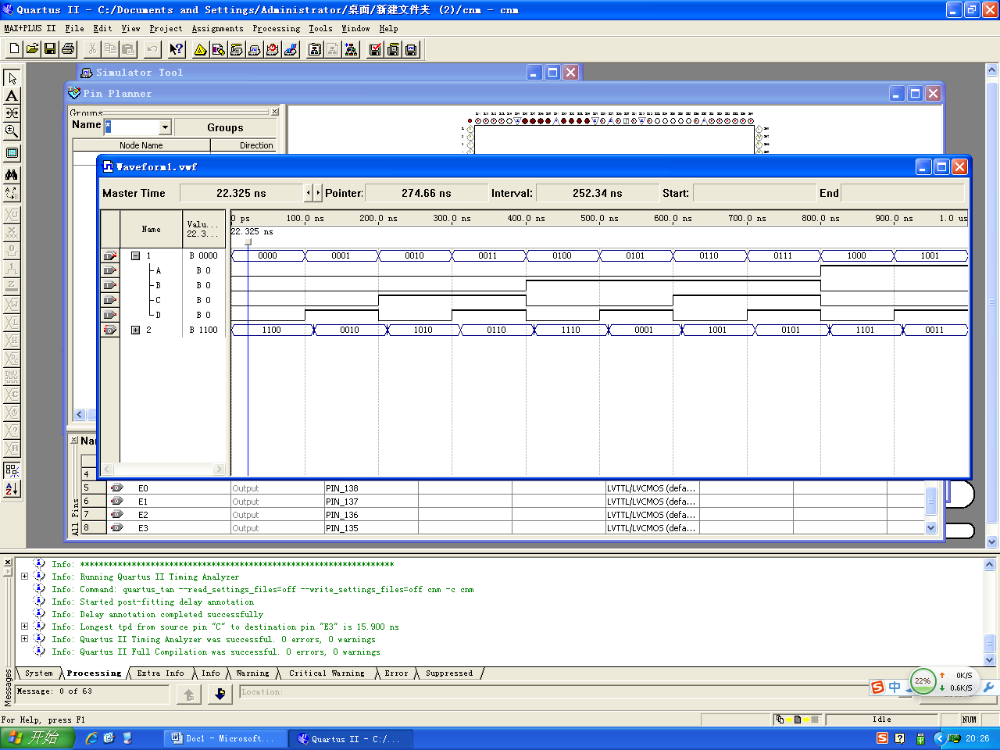 Quartus II - C:/Documents and Settings/Administrator/桌面/新建文件夹 (2)/cnm - cnm
MAX+PLUS II File Edit View Project Assignments Processing Tools Window Help
Simulator Tool
Pin Planner
Groups
Name * Groups
Node Name Direction
Waveform1.vwf
Master Time 22.325 ns Pointer: 274.66 ns Interval: 252.34 ns Start: End
Name Valu... 22.3...
0 ps 100.0 ns 200.0 ns 300.0 ns 400.0 ns 500.0 ns 600.0 ns 700.0 ns 800.0 ns 900.0 ns 1.0 us
22.325 ns
1 B 0000 0000 0001 0010 0011 0100 0101 0110 0111 1000 1001
A B 0
B B 0
C B 0
D B 0
2 B 1100 1100 0010 1010 0110 1110 0001 1001 0101 1101 0011
Nan
4
5 E0 Output PIN_138 LVTTL/LVCMOS (defa...
6 E1 Output PIN_137 LVTTL/LVCMOS (defa...
7 E2 Output PIN_136 LVTTL/LVCMOS (defa...
8 E3 Output PIN_135 LVTTL/LVCMOS (defa...
All Pins
Info: *******************************************************************
Info: Running Quartus II Timing Analyzer
Info: Command: quartus_tan --read_settings_files=off --write_settings_files=off cnm -c cnm
Info: Started post-fitting delay annotation
Info: Delay annotation completed successfully
Info: Longest tpd from source pin "C" to destination pin "E3" is 15.900 ns
Info: Quartus II Timing Analyzer was successful. 0 errors, 0 warnings
Info: Quartus II Full Compilation was successful. 0 errors, 0 warnings
System Processing Extra Info Info Warning Critical Warning Error Suppressed
Messages
Message: 0 of 63 Location:
中 22% 0K/S
0.6K/S
For Help, press F1 Idle NUM
开始 Doc1 - Microsoft... Quartus II - C:/... 20:26